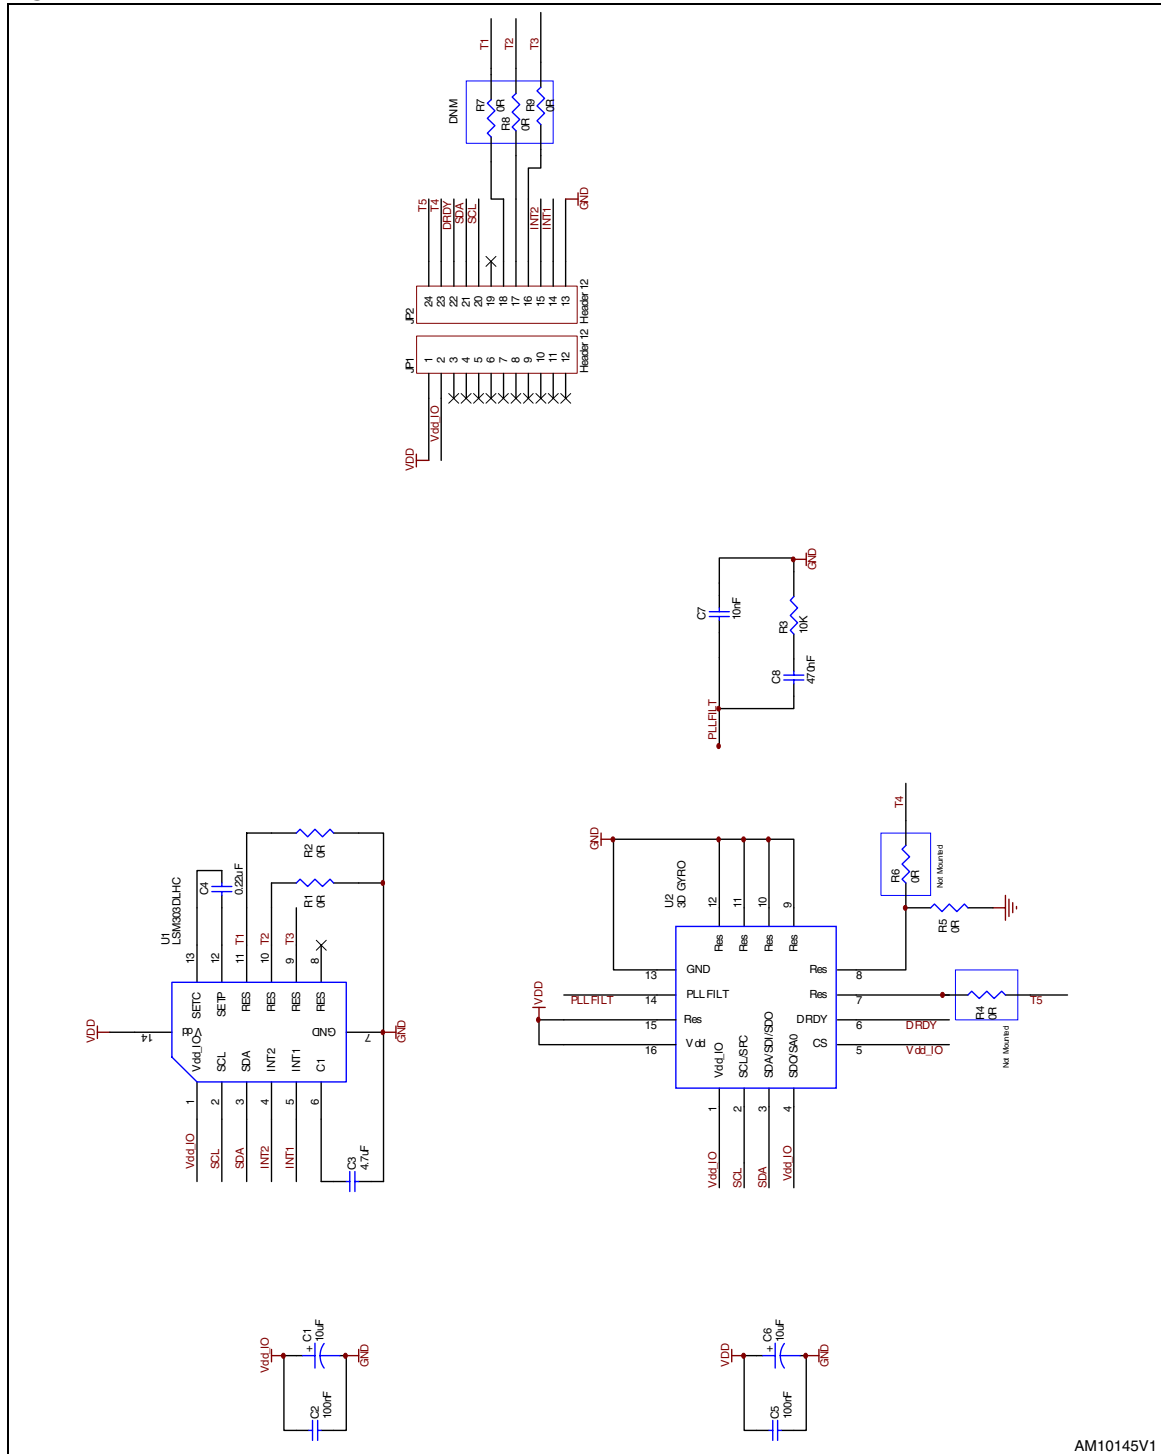 T1
T2
T3
DNM
R7
0R
R8
0R
R9
0R
T5
T4
DRDY
SDA
SCL
INT2
INT1
GND
JP2
24
23
22
21
20
19
18
17
16
15
14
13
Header 12
JP1
1
2
3
4
5
6
7
8
9
10
11
12
Header 12
VDD
Vdd_IO
GND
C7
10nF
R3
10K
C8
470nF
PLLFILT
U1
LSM303DLHC
C4
0.22uF
R2
0R
R1
0R
T1
T2
T3
13
12
11
10
9
8
SETC
SETP
RES
RES
RES
RES
VDD
14
Vdd
GND
7
GND
Vdd_IO
SCL
SDA
INT2
INT1
C1
1
2
3
4
5
6
Vdd_IO
SCL
SDA
INT2
INT1
C3
4.7uF
GND
U2
3D GYRO
12
11
10
9
Res
Res
Res
Res
T4
R6
0R
Not Mounted
R5
0R
13
GND
Res
8
VDD
PLLFILT
14
PLLFILT
Res
7
R4
0R
T5
Not Mounted
15
Res
DRDY
6
DRDY
16
Vdd
CS
5
Vdd_IO
Vdd_IO
SCL/SPC
SDA/SDI/SDO
SDO/SA0
1
2
3
4
Vdd_IO
SCL
SDA
Vdd_IO
Vdd_IO
+
C1
10uF
GND
C2
100nF
VDD
+
C6
10uF
GND
C5
100nF
AM10145V1